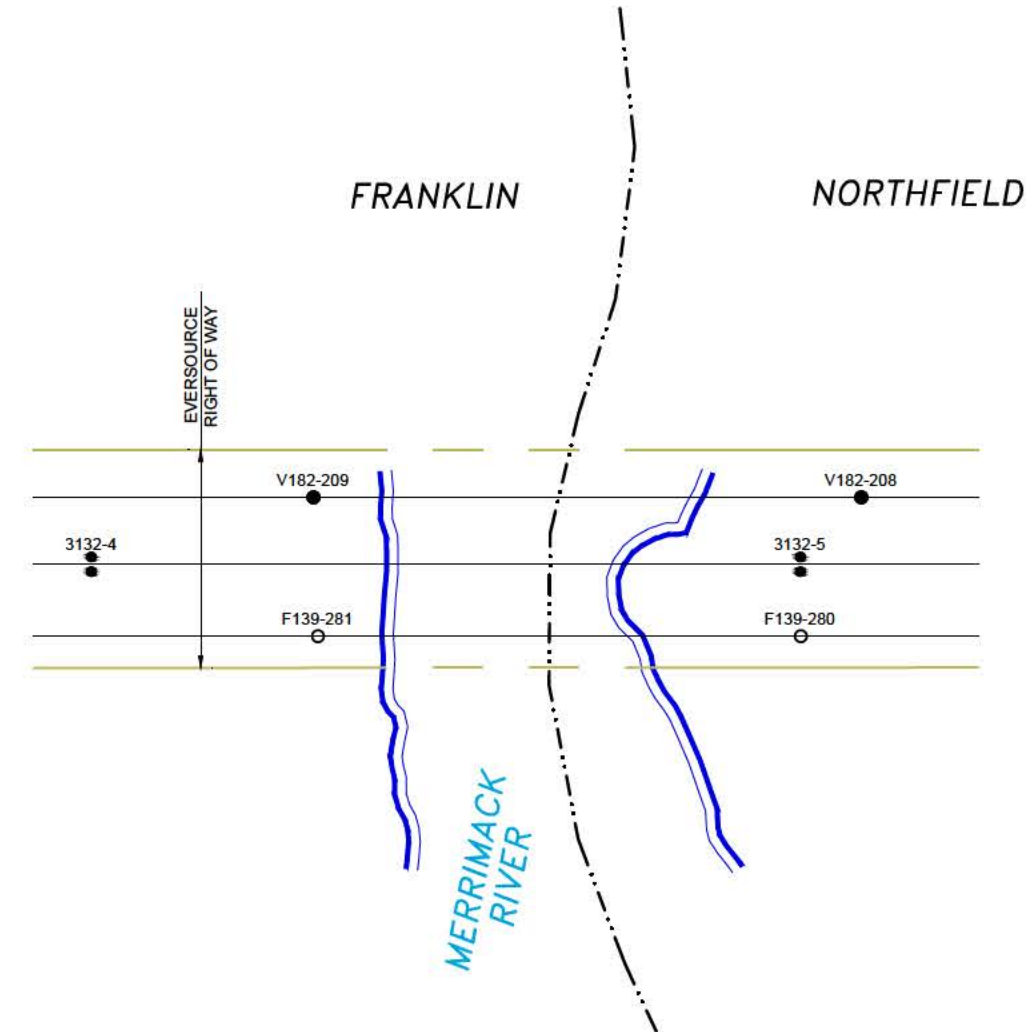 FRANKLIN
NORTHFIELD
EVERSOURCE
RIGHT OF WAY
V182-209
V182-208
3132-4
3132-5
F139-281
F139-280
MERRIMACK
RIVER